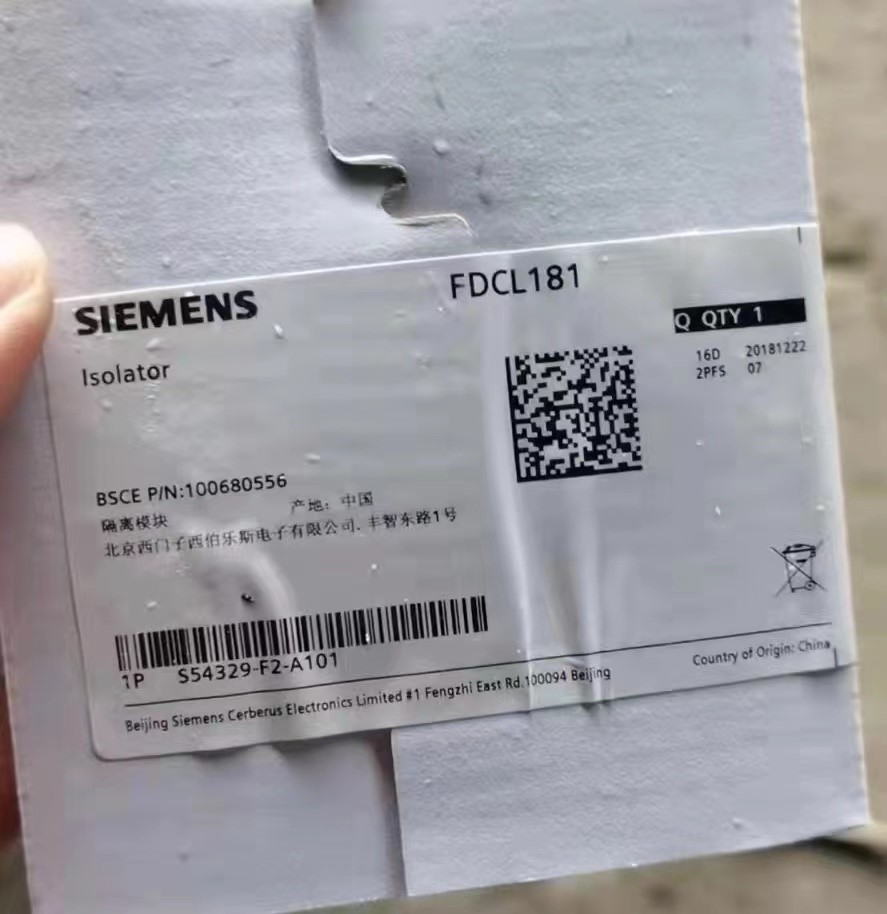 SIEMENS
FDCL181
Q QTY 1
Isolator
16D 20181222
2PFS 07
BSCE P/N:100680556
隔离模块 产地: 中国
北京西门子西伯乐斯电子有限公司. 丰智东路1号
1P S54329-F2-A101
Country of Origin: China
Beijing Siemens Cerberus Electronics Limited #1 Fengzhi East Rd.100094 Beijing